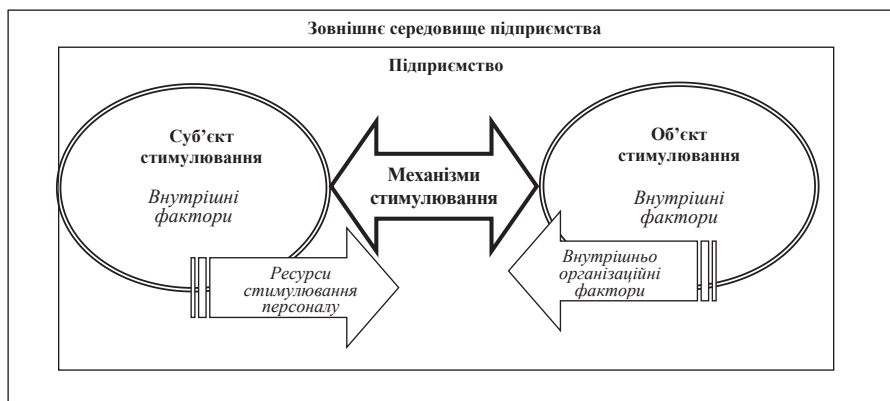 Зовнішнє середовище підприємства
Підприємство
Суб’єкт
стимулювання
Внутрішні
фактори
Механізми
стимулювання
Об’єкт
стимулювання
Внутрішні
фактори
Ресурси
стимулювання
персоналу
Внутрішньо
організаційні
фактори